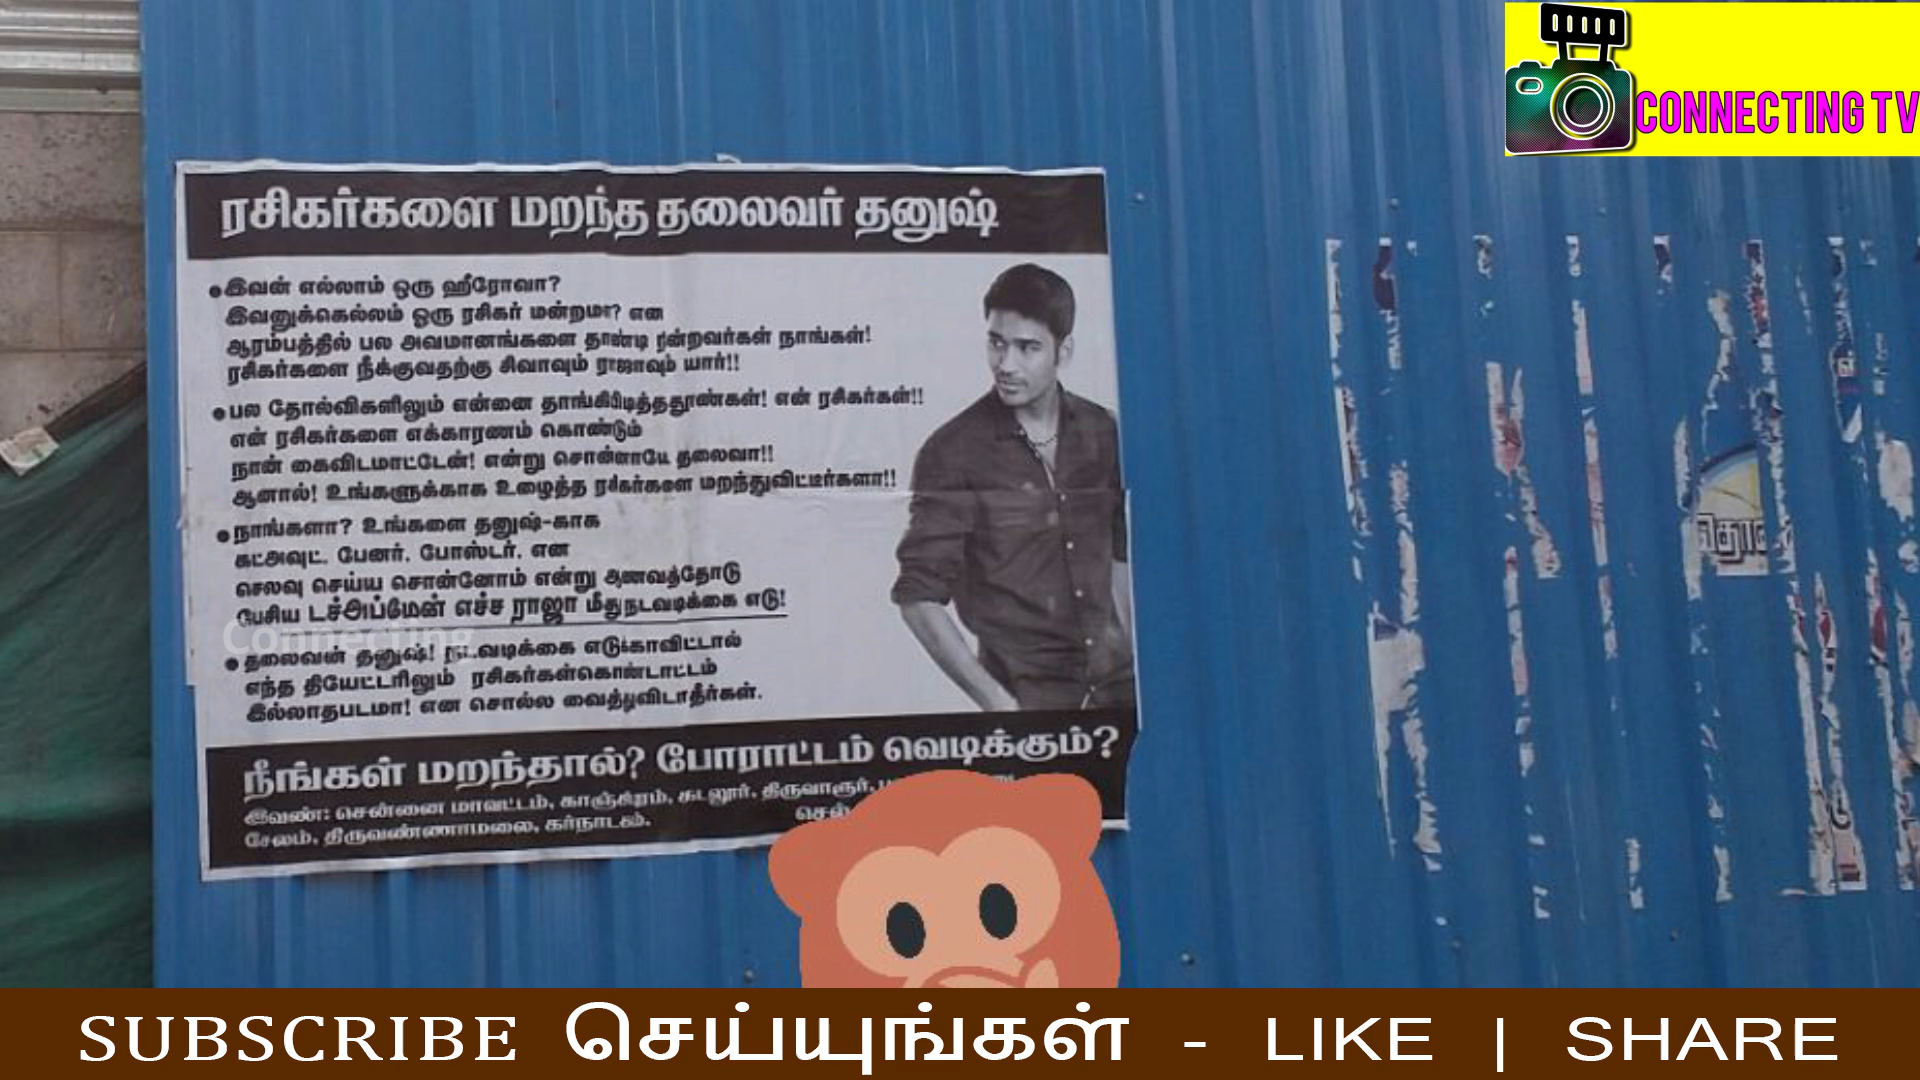 CONNECTING TV
ரசிகர்களை மறந்த தலைவர் தனுஷ்
• இவன் எல்லாம் ஒரு ஹீரோவா?
இவனுக்கெல்லம் ஒரு ரசிகர் மன்றமா? என
ஆரம்பத்தில் பல அவமானங்களை தாண்டி நின்றவர்கள் நாங்கள்!
ரசிகர்களை நீக்குவதற்கு சிவாவும் ராஜாவும் யார்!!
• பல தோல்விகளிலும் என்னை தாங்கிபிடித்ததூண்கள்! என் ரசிகர்கள்!!
என் ரசிகர்களை எக்காரணம் கொண்டும்
நான் கைவிடமாட்டேன்! என்று சொன்னாயே தலைவா!!
ஆனால்! உங்களுக்காக உழைத்த ரசிகர்களை மறந்துவிட்டீர்களா!!
• நாங்களா? உங்களை தனுஷ்-காக
கட்அவுட். பேனர். போஸ்டர். என
செலவு செய்ய சொன்னோம் என்று ஆணவத்தோடு
பேசிய டச்அப்மேன் எச்ச ராஜா மீதுநடவடிக்கை எடு!
Connecting
• தலைவன் தனுஷ்! நடவடிக்கை எடுக்காவிட்டால்
எந்த தியேட்டரிலும் ரசிகர்கள்கொண்டாட்டம்
இல்லாதபடமா! என சொல்ல வைத்துவிடாதீர்கள்.
நீங்கள் மறந்தால்? போராட்டம் வெடிக்கும்?
இவண்: சென்னை மாவட்டம், காஞ்சிரம், கடலூர், திருவாளுர்,
சேலம், திருவண்ணாமலை, கர்நாடகம். செல்
தொ
SUBSCRIBE செய்யுங்கள் - LIKE | SHARE